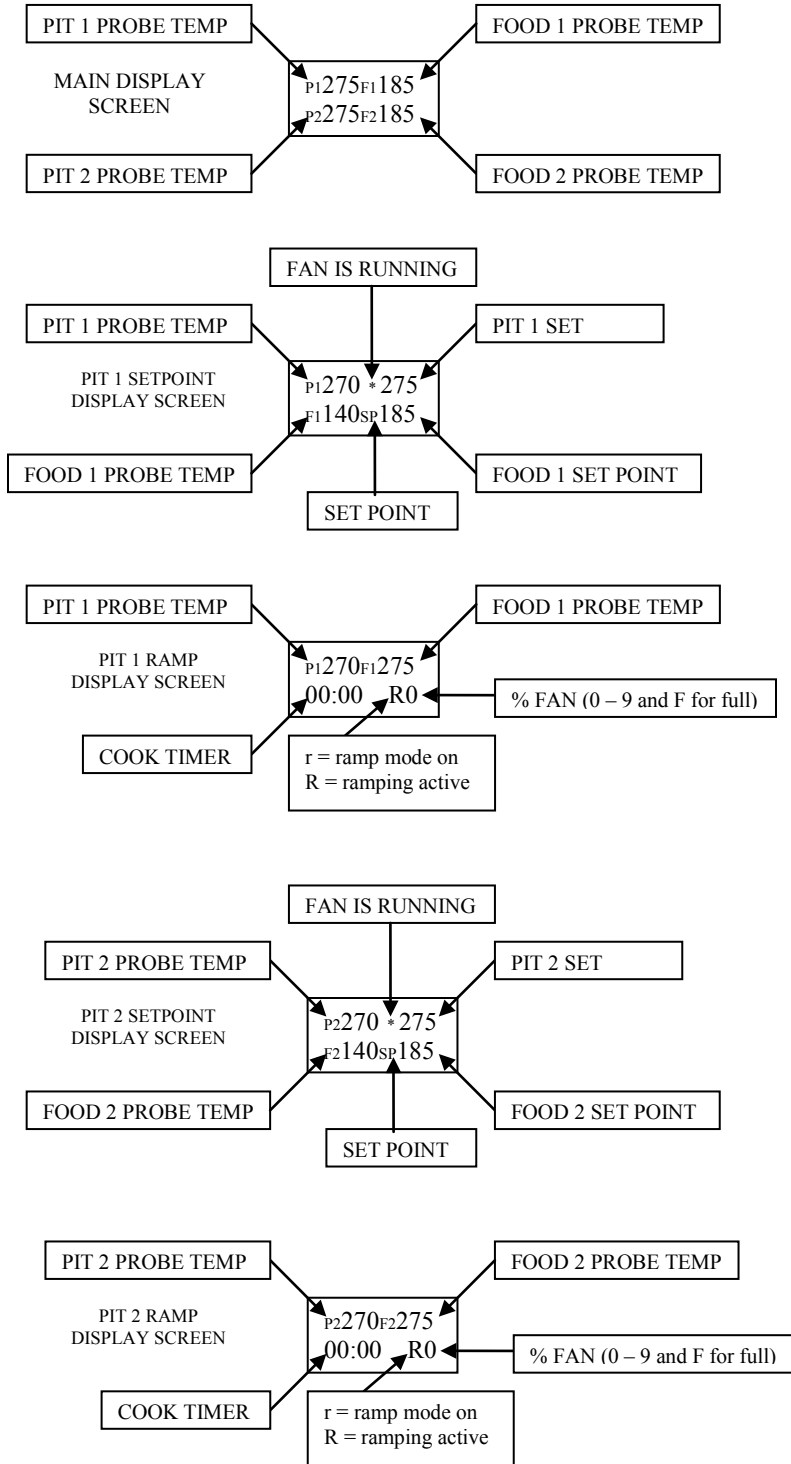 PIT 1 PROBE TEMP
FOOD 1 PROBE TEMP
MAIN DISPLAY
SCREEN
P1275F1185
P2275F2185
PIT 2 PROBE TEMP
FOOD 2 PROBE TEMP
FAN IS RUNNING
PIT 1 PROBE TEMP
PIT 1 SET
PIT 1 SETPOINT
DISPLAY SCREEN
P1270 * 275
F1140SP185
FOOD 1 PROBE TEMP
FOOD 1 SET POINT
SET POINT
PIT 1 PROBE TEMP
FOOD 1 PROBE TEMP
PIT 1 RAMP
DISPLAY SCREEN
P1270F1275
00:00 R0
% FAN (0 – 9 and F for full)
COOK TIMER
r = ramp mode on
R = ramping active
FAN IS RUNNING
PIT 2 PROBE TEMP
PIT 2 SET
PIT 2 SETPOINT
DISPLAY SCREEN
P2270 * 275
F2140SP185
FOOD 2 PROBE TEMP
FOOD 2 SET POINT
SET POINT
PIT 2 PROBE TEMP
FOOD 2 PROBE TEMP
PIT 2 RAMP
DISPLAY SCREEN
P2270F2275
00:00 R0
% FAN (0 – 9 and F for full)
COOK TIMER
r = ramp mode on
R = ramping active